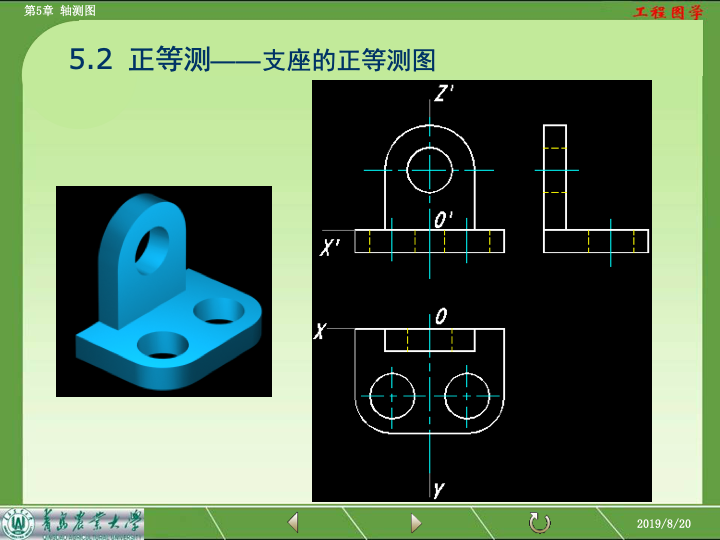 第5章 轴测图
工程图学
5.2 正等测——支座的正等测图
Z'
O'
X'
O
X
Y
青岛农业大学
2019/8/20